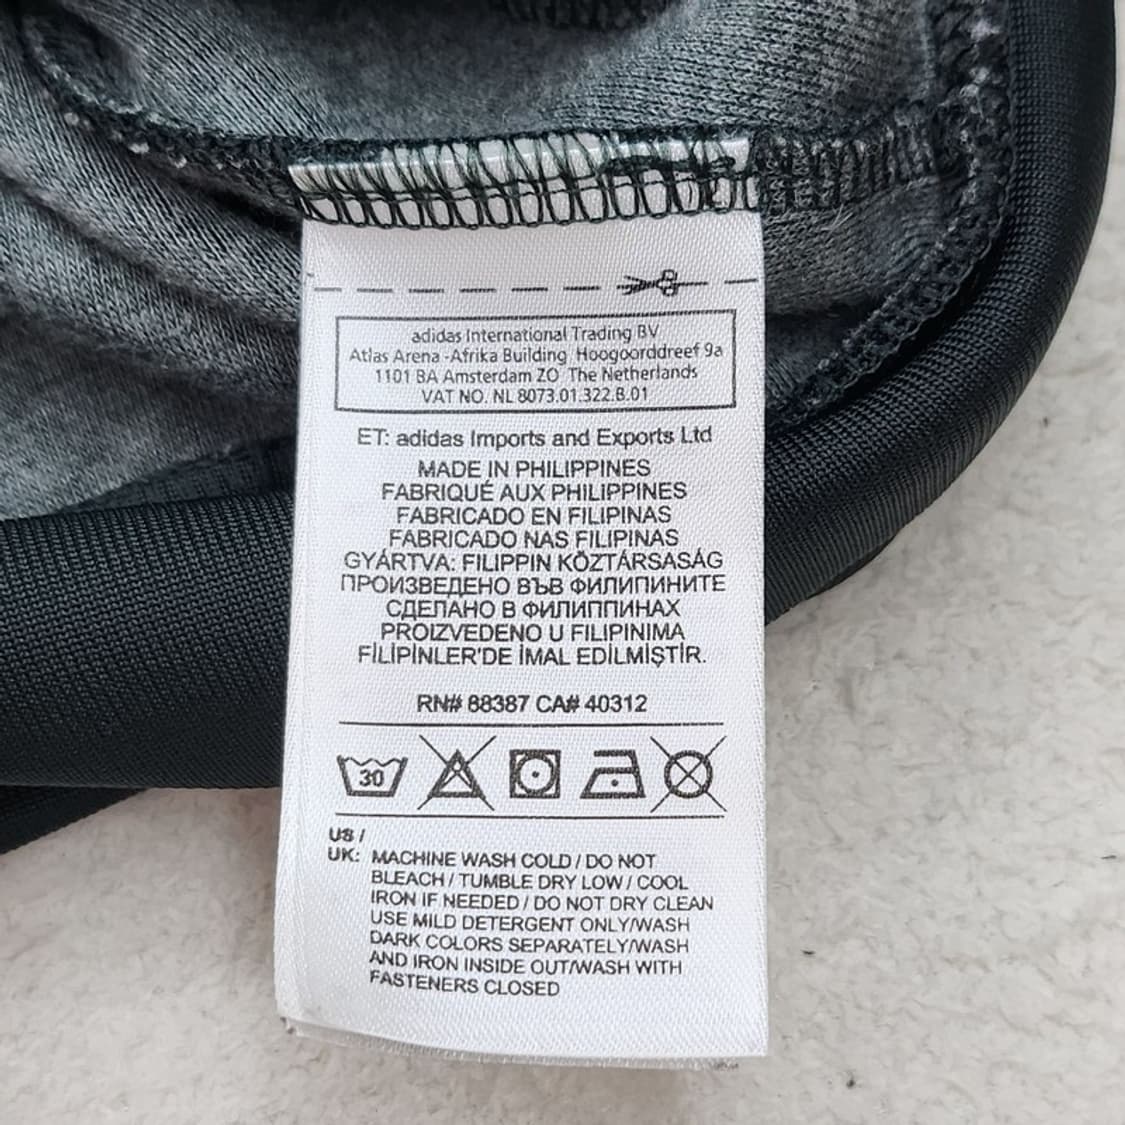 adidas International Trading BV
Atlas Arena -Afrika Building Hoogoorddreef 9a
1101 BA Amsterdam ZO The Netherlands
VAT NO. NL 8073.01.322.B.01
ET: adidas Imports and Exports Ltd
MADE IN PHILIPPINES
FABRIQUÉ AUX PHILIPPINES
FABRICADO EN FILIPINAS
FABRICADO NAS FILIPINAS
GYÁRTVA: FILIPPIN KÖZTÁRSASÁG
ПРОИЗВЕДЕНО ВЪВ ФИЛИПИНИТЕ
СДЕЛАНО В ФИЛИППИНАХ
PROIZVEDENO U FILIPINIMA
FİLİPİNLER'DE İMAL EDİLMİŞTİR.
RN# 88387 CA# 40312
30
US /
UK: MACHINE WASH COLD / DO NOT
BLEACH / TUMBLE DRY LOW / COOL
IRON IF NEEDED / DO NOT DRY CLEAN
USE MILD DETERGENT ONLY/WASH
DARK COLORS SEPARATELY/WASH
AND IRON INSIDE OUT/WASH WITH
FASTENERS CLOSED